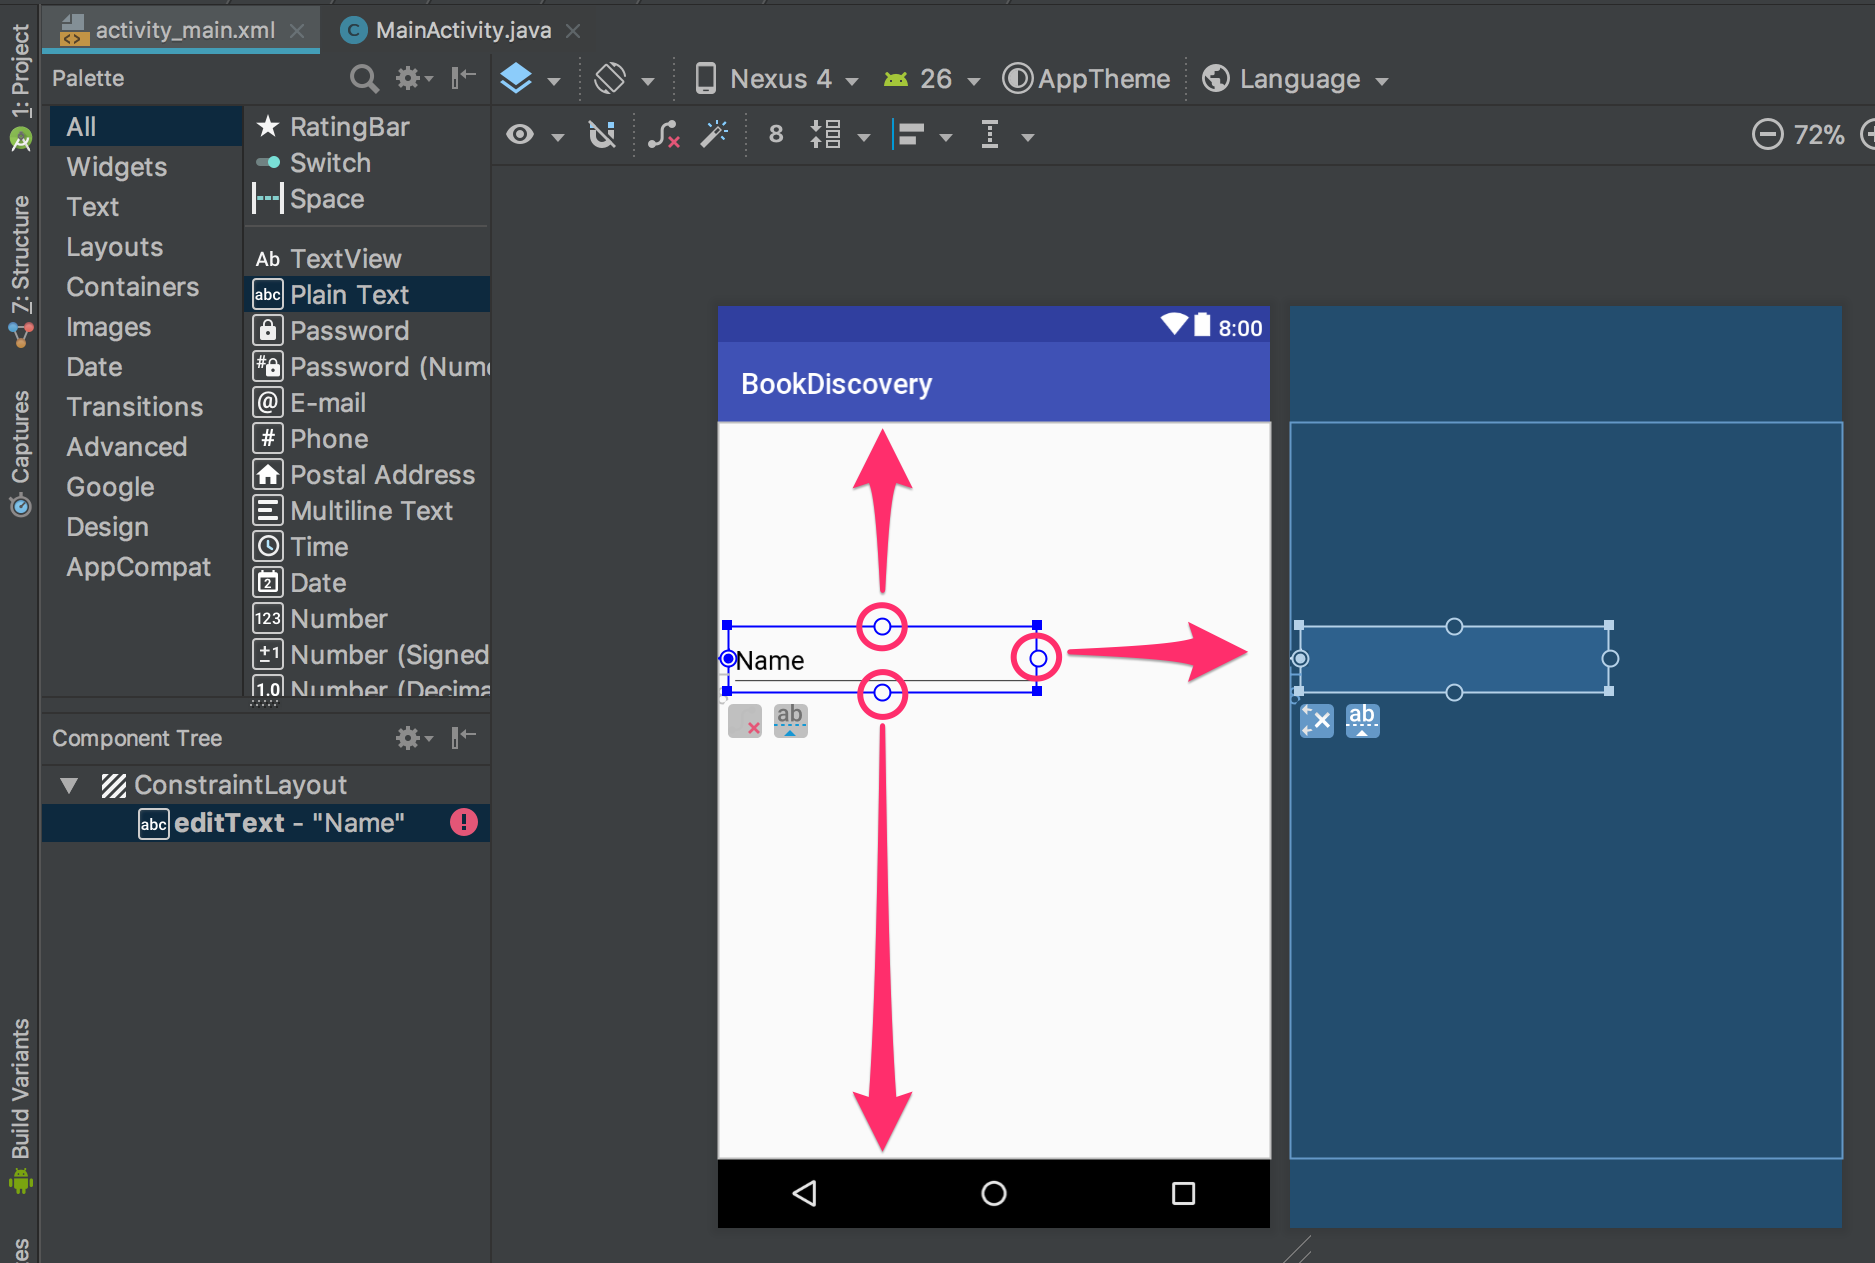 activity_main.xml
MainActivity.java
1: Project
Z: Structure
Captures
Build Variants
Palette
Nexus 4
26
AppTheme
Language
8
72%
All
Widgets
Text
Layouts
Containers
Images
Date
Transitions
Advanced
Google
Design
AppCompat
RatingBar
Switch
Space
Ab TextView
abc Plain Text
Password
# Password (Num
@ E-mail
# Phone
Postal Address
Multiline Text
Time
2 Date
123 Number
±1 Number (Signed
1.0 Number (Decima
Component Tree
ConstraintLayout
abc editText - "Name"
8:00
BookDiscovery
Name
ab
ab